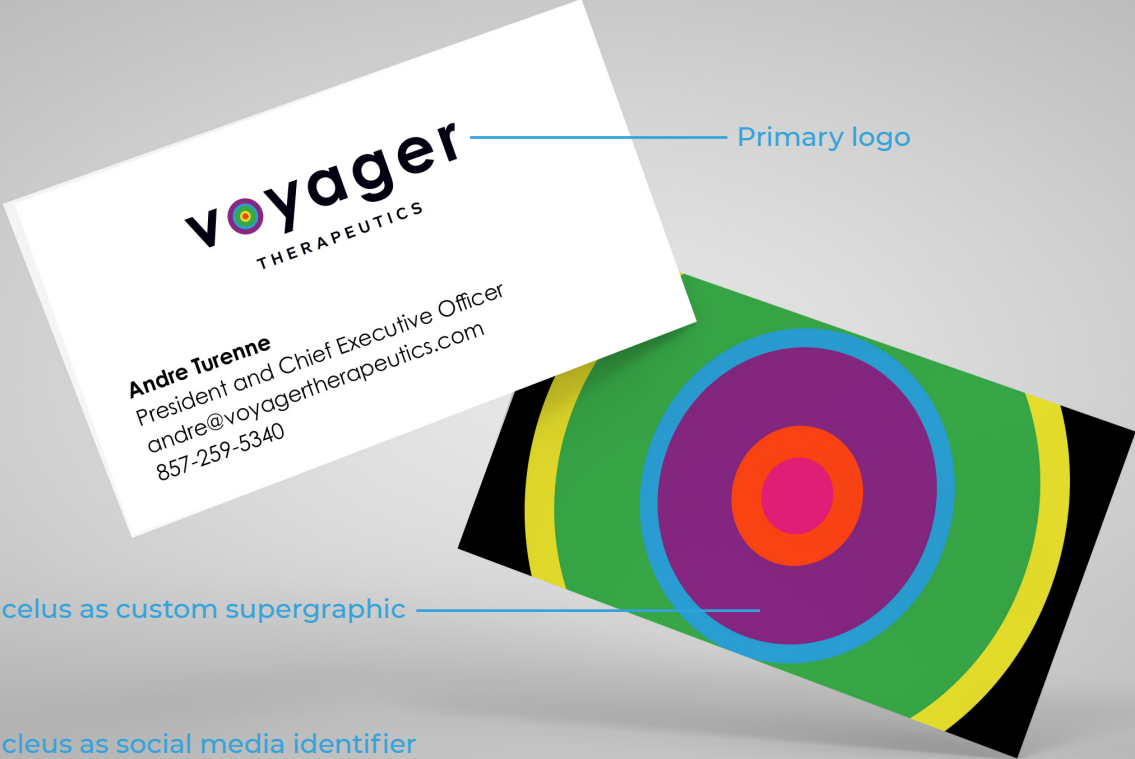 voyager
THERAPEUTICS
Primary logo
Andre Turenne
President and Chief Executive Officer
andre@voyagertherapeutics.com
857-259-5340
celus as custom supergraphic
cleus as social media identifier